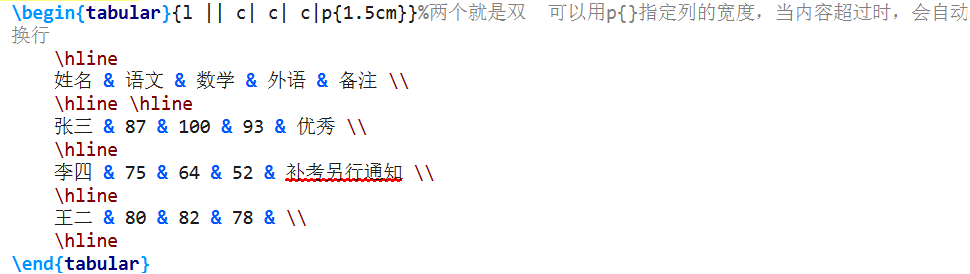 \begin{tabular}{l || c| c| c|p{1.5cm}}%两个就是双  可以用p{}指定列的宽度，当内容超过时，会自动
换行
\hline
姓名 & 语文 & 数学 & 外语 & 备注 \\
\hline \hline
张三 & 87 & 100 & 93 & 优秀 \\
\hline
李四 & 75 & 64 & 52 & 补考另行通知 \\
\hline
王二 & 80 & 82 & 78 & \\
\hline
\end{tabular}